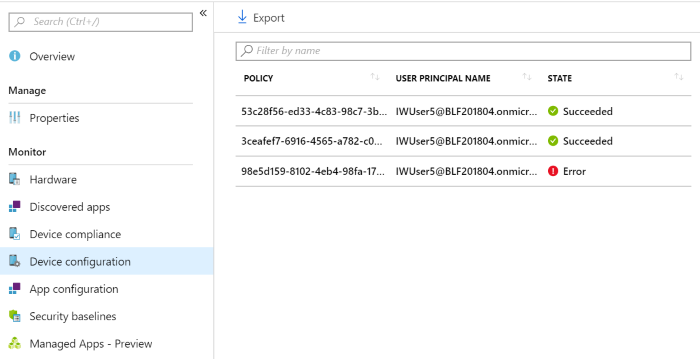 Search (Ctrl+/)
«
Overview
Manage
Properties
Monitor
Hardware
Discovered apps
Device compliance
Device configuration
App configuration
Security baselines
Managed Apps - Preview
Export
Filter by name
POLICY USER PRINCIPAL NAME STATE
53c28f56-ed33-4c83-98c7-3b... IWUser5@BLF201804.onmicr... Succeeded
3ceafef7-6916-4565-a782-c0... IWUser5@BLF201804.onmicr... Succeeded
98e5d159-8102-4eb4-98fa-17... IWUser5@BLF201804.onmicr... Error